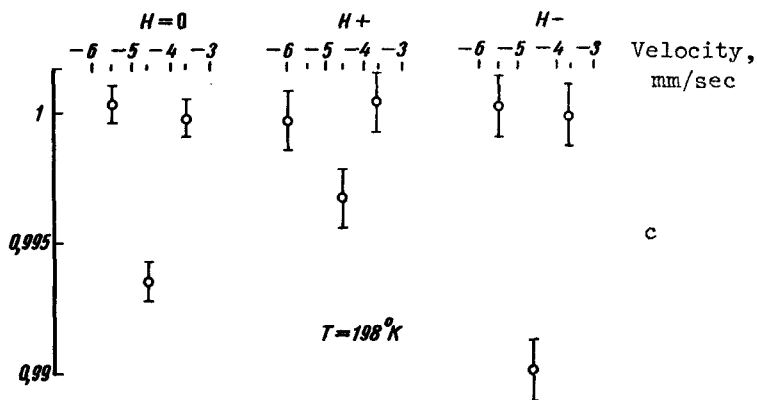 H=0 H+ H-
-6 -5 -4 -3 -6 -5 -4 -3 -6 -5 -4 -3 Velocity,
mm/sec
1
0,995 c
T=198°K
0,99